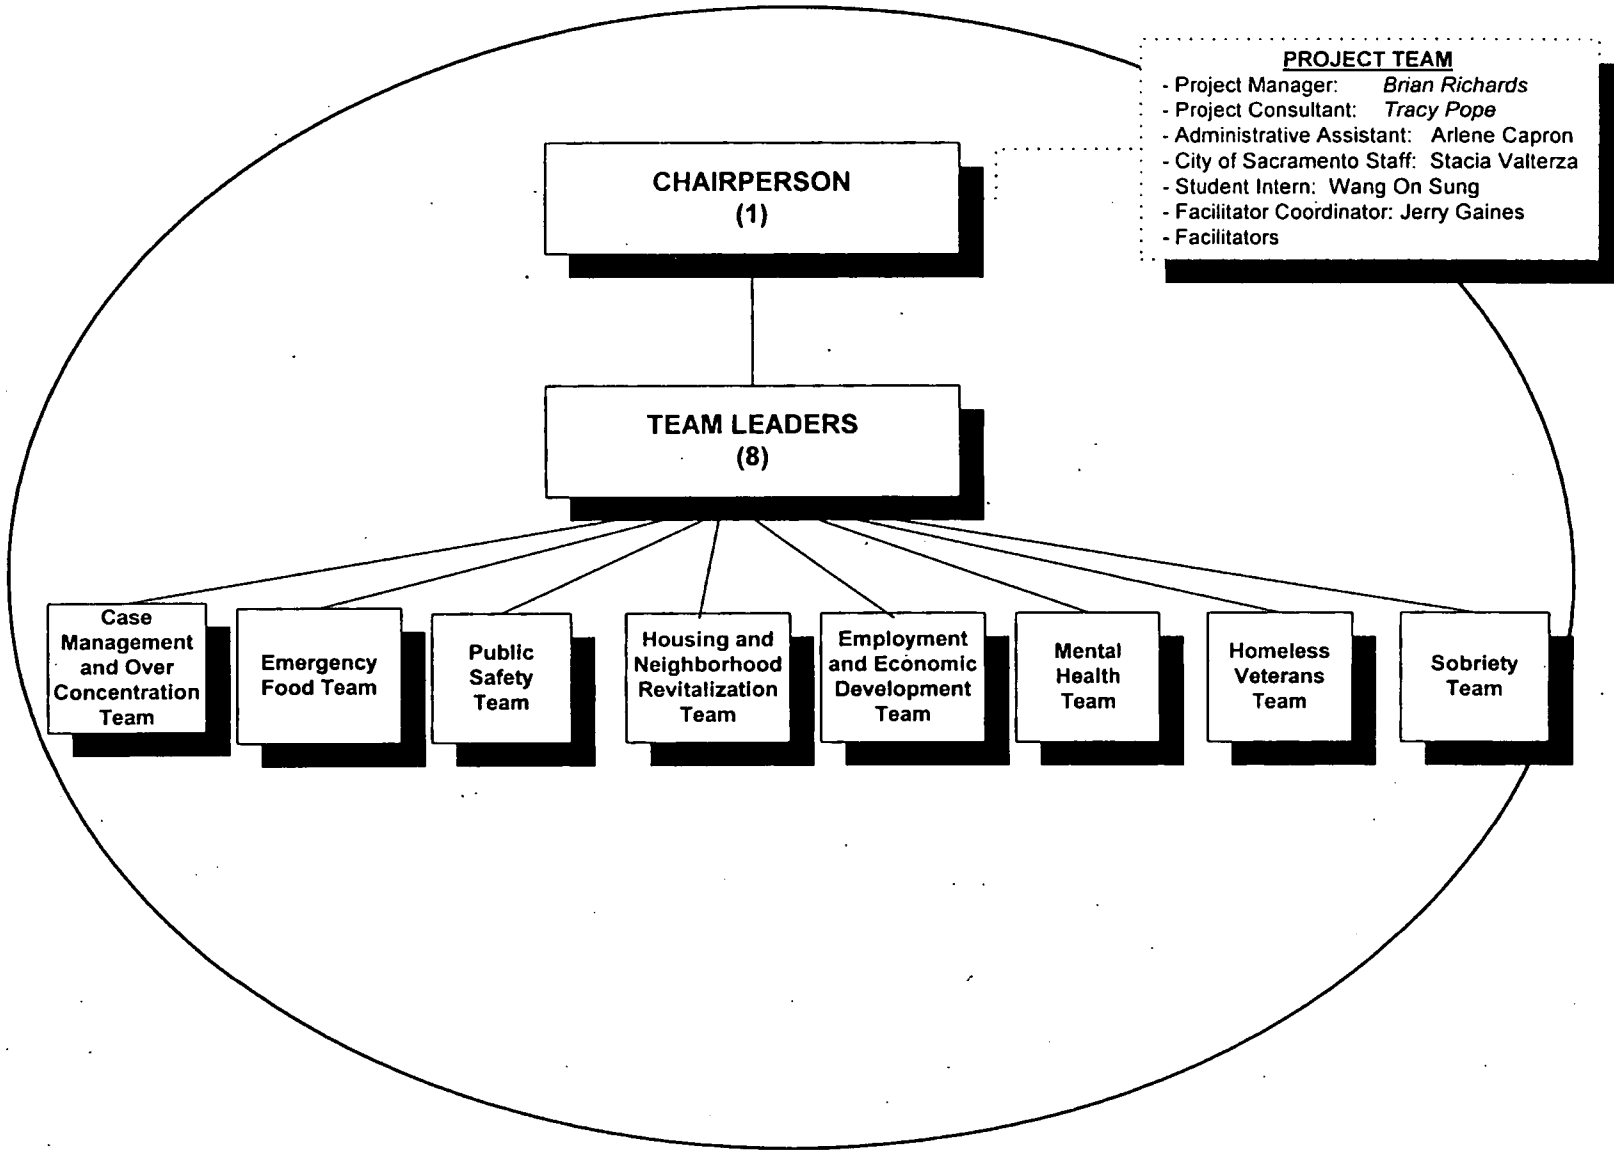 PROJECT TEAM
- Project Manager: Brian Richards
- Project Consultant: Tracy Pope
- Administrative Assistant: Arlene Capron
- City of Sacramento Staff: Stacia Valterza
- Student Intern: Wang On Sung
- Facilitator Coordinator: Jerry Gaines
- Facilitators
CHAIRPERSON
(1)
TEAM LEADERS
(8)
Case
Management
and Over
Concentration
Team
Emergency
Food Team
Public
Safety
Team
Housing and
Neighborhood
Revitalization
Team
Employment
and Economic
Development
Team
Mental
Health
Team
Homeless
Veterans
Team
Sobriety
Team